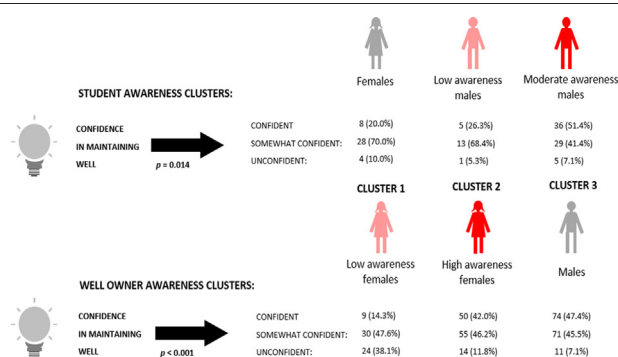 Females Low awareness males Moderate awareness males
STUDENT AWARENESS CLUSTERS:
CONFIDENCE IN MAINTAINING WELL
p = 0.014
CONFIDENT 8 (20.0%) 5 (26.3%) 36 (51.4%)
SOMEWHAT CONFIDENT: 28 (70.0%) 13 (68.4%) 29 (41.4%)
UNCONFIDENT: 4 (10.0%) 1 (5.3%) 5 (7.1%)
CLUSTER 1 CLUSTER 2 CLUSTER 3
Low awareness females High awareness females Males
WELL OWNER AWARENESS CLUSTERS:
CONFIDENCE IN MAINTAINING WELL
p < 0.001
CONFIDENT 9 (14.3%) 50 (42.0%) 74 (47.4%)
SOMEWHAT CONFIDENT: 30 (47.6%) 55 (46.2%) 71 (45.5%)
UNCONFIDENT: 24 (38.1%) 14 (11.8%) 11 (7.1%)